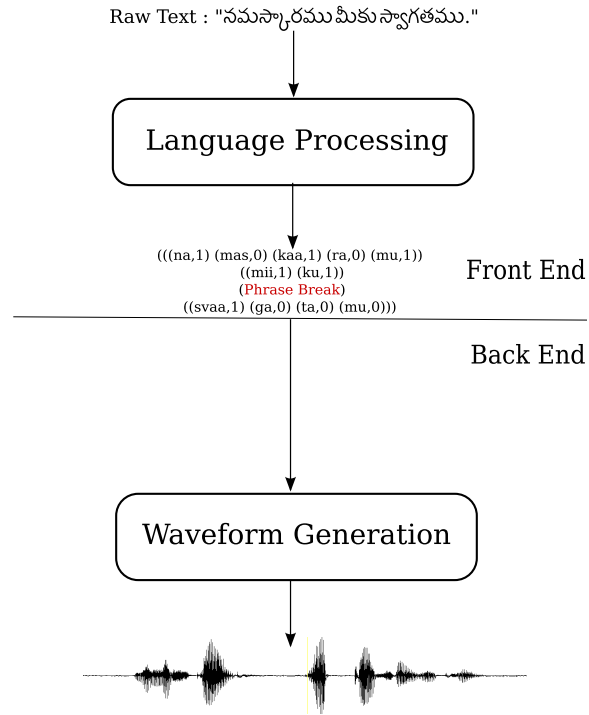 Raw Text : "నమస్కారము మీకు స్వాగతము."
Language Processing
(((na,1) (mas,0) (kaa,1) (ra,0) (mu,1))
((mii,1) (ku,1))
(Phrase Break)
((svaa,1) (ga,0) (ta,0) (mu,0)))
Front End
Back End
Waveform Generation